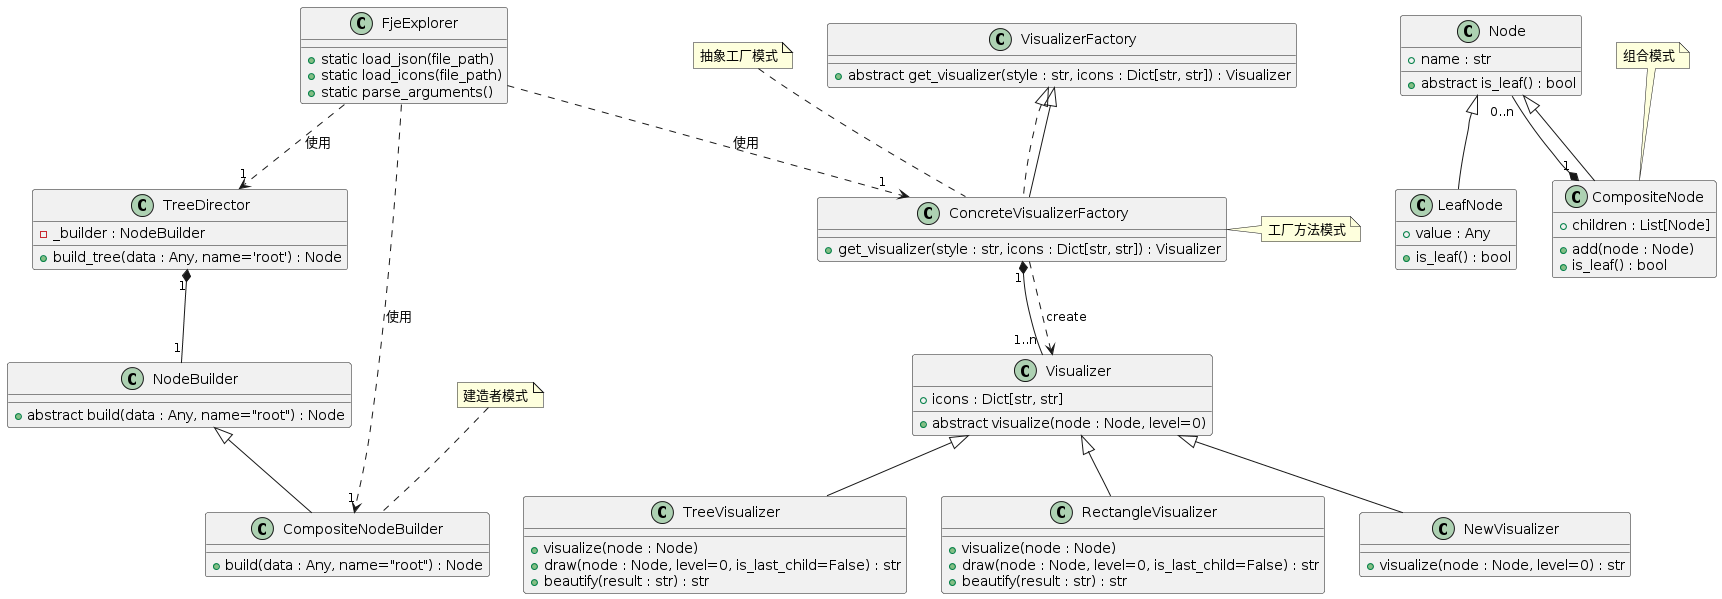 C FjeExplorer
static load_json(file_path)
static load_icons(file_path)
static parse_arguments()
抽象工厂模式
C VisualizerFactory
abstract get_visualizer(style : str, icons : Dict[str, str]) : Visualizer
C Node
name : str
abstract is_leaf() : bool
组合模式
使用
使用
0..n
1
1
1
C TreeDirector
_builder : NodeBuilder
build_tree(data : Any, name='root') : Node
C ConcreteVisualizerFactory
get_visualizer(style : str, icons : Dict[str, str]) : Visualizer
工厂方法模式
C LeafNode
value : Any
is_leaf() : bool
C CompositeNode
children : List[Node]
add(node : Node)
is_leaf() : bool
1
1
使用
create
1
1..n
C NodeBuilder
abstract build(data : Any, name="root") : Node
建造者模式
C Visualizer
icons : Dict[str, str]
abstract visualize(node : Node, level=0)
1
C CompositeNodeBuilder
build(data : Any, name="root") : Node
C TreeVisualizer
visualize(node : Node)
draw(node : Node, level=0, is_last_child=False) : str
beautify(result : str) : str
C RectangleVisualizer
visualize(node : Node)
draw(node : Node, level=0, is_last_child=False) : str
beautify(result : str) : str
C NewVisualizer
visualize(node : Node, level=0) : str